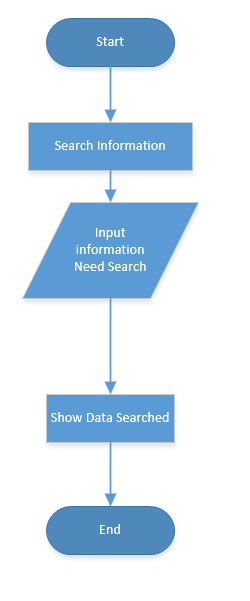 Start
Search Information
Input
information
Need Search
Show Data Searched
End